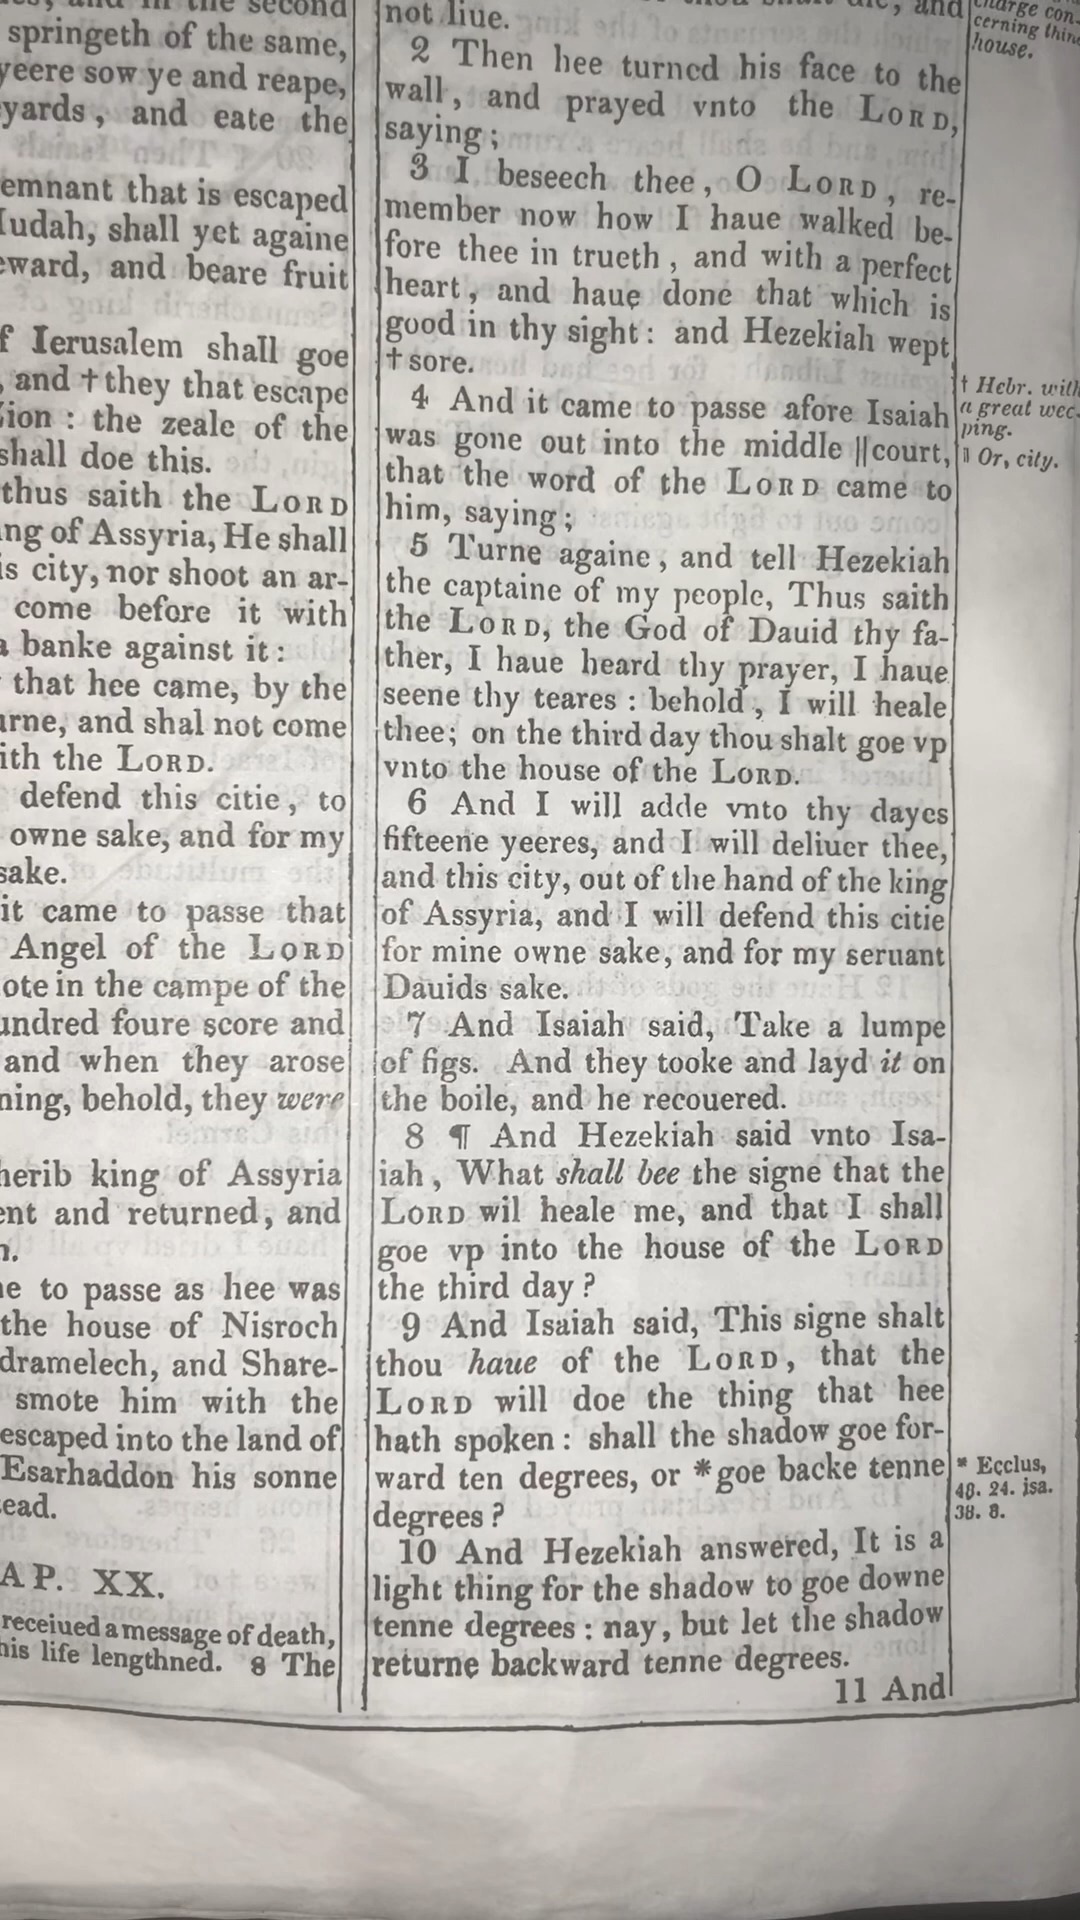 the second
springeth of the same,
yeere sow ye and reape,
yards, and eate the
emnant that is escaped
Iudah, shall yet againe
ward, and beare fruit
f Ierusalem shall goe
, and † they that escape
ion : the zeale of the
shall doe this.
thus saith the LORD
ng of Assyria, He shall
is city, nor shoot an ar-
come before it with
banke against it :
that hee came, by the
urne, and shal not come
ith the LORD.
defend this citie, to
owne sake, and for my
sake.
it came to passe that
Angel of the LORD
ote in the campe of the
undred foure score and
and when they arose
ning, behold, they were
herib king of Assyria
ent and returned, and
e to passe as hee was
the house of Nisroch
dramelech, and Share-
smote him with the
escaped into the land of
Esarhaddon his sonne
ead.
AP. XX.
receiued a message of death,
his life lengthned. 8 The
not liue.
2 Then hee turned his face to the
wall, and prayed vnto the LORD,
saying;
3 I beseech thee, O LORD, re-
member now how I haue walked be-
fore thee in trueth, and with a perfect
heart, and haue done that which is
good in thy sight: and Hezekiah wept
† sore.
4 And it came to passe afore Isaiah
was gone out into the middle ||court,
that the word of the LORD came to
him, saying;
5 Turne againe, and tell Hezekiah
the captaine of my people, Thus saith
the LORD, the God of Dauid thy fa-
ther, I haue heard thy prayer, I haue
seene thy teares : behold, I will heale
thee; on the third day thou shalt goe vp
vnto the house of the LORD.
6 And I will adde vnto thy dayes
fifteene yeeres, and I will deliuer thee,
and this city, out of the hand of the king
of Assyria, and I will defend this citie
for mine owne sake, and for my seruant
Dauids sake.
7 And Isaiah said, Take a lumpe
of figs. And they tooke and layd it on
the boile, and he recouered.
8 ¶ And Hezekiah said vnto Isa-
iah, What shall bee the signe that the
LORD wil heale me, and that I shall
goe vp into the house of the LORD
the third day?
9 And Isaiah said, This signe shalt
thou haue of the LORD, that the
LORD will doe the thing that hee
hath spoken: shall the shadow goe for-
ward ten degrees, or *goe backe tenne
degrees?
10 And Hezekiah answered, It is a
light thing for the shadow to goe downe
tenne degrees : nay, but let the shadow
returne backward tenne degrees.
11 And
charge con-
cerning thine
house.
† Hebr. with
a great wee-
ping.
|| Or, city.
* Ecclus,
48. 24. isa.
38. 8.